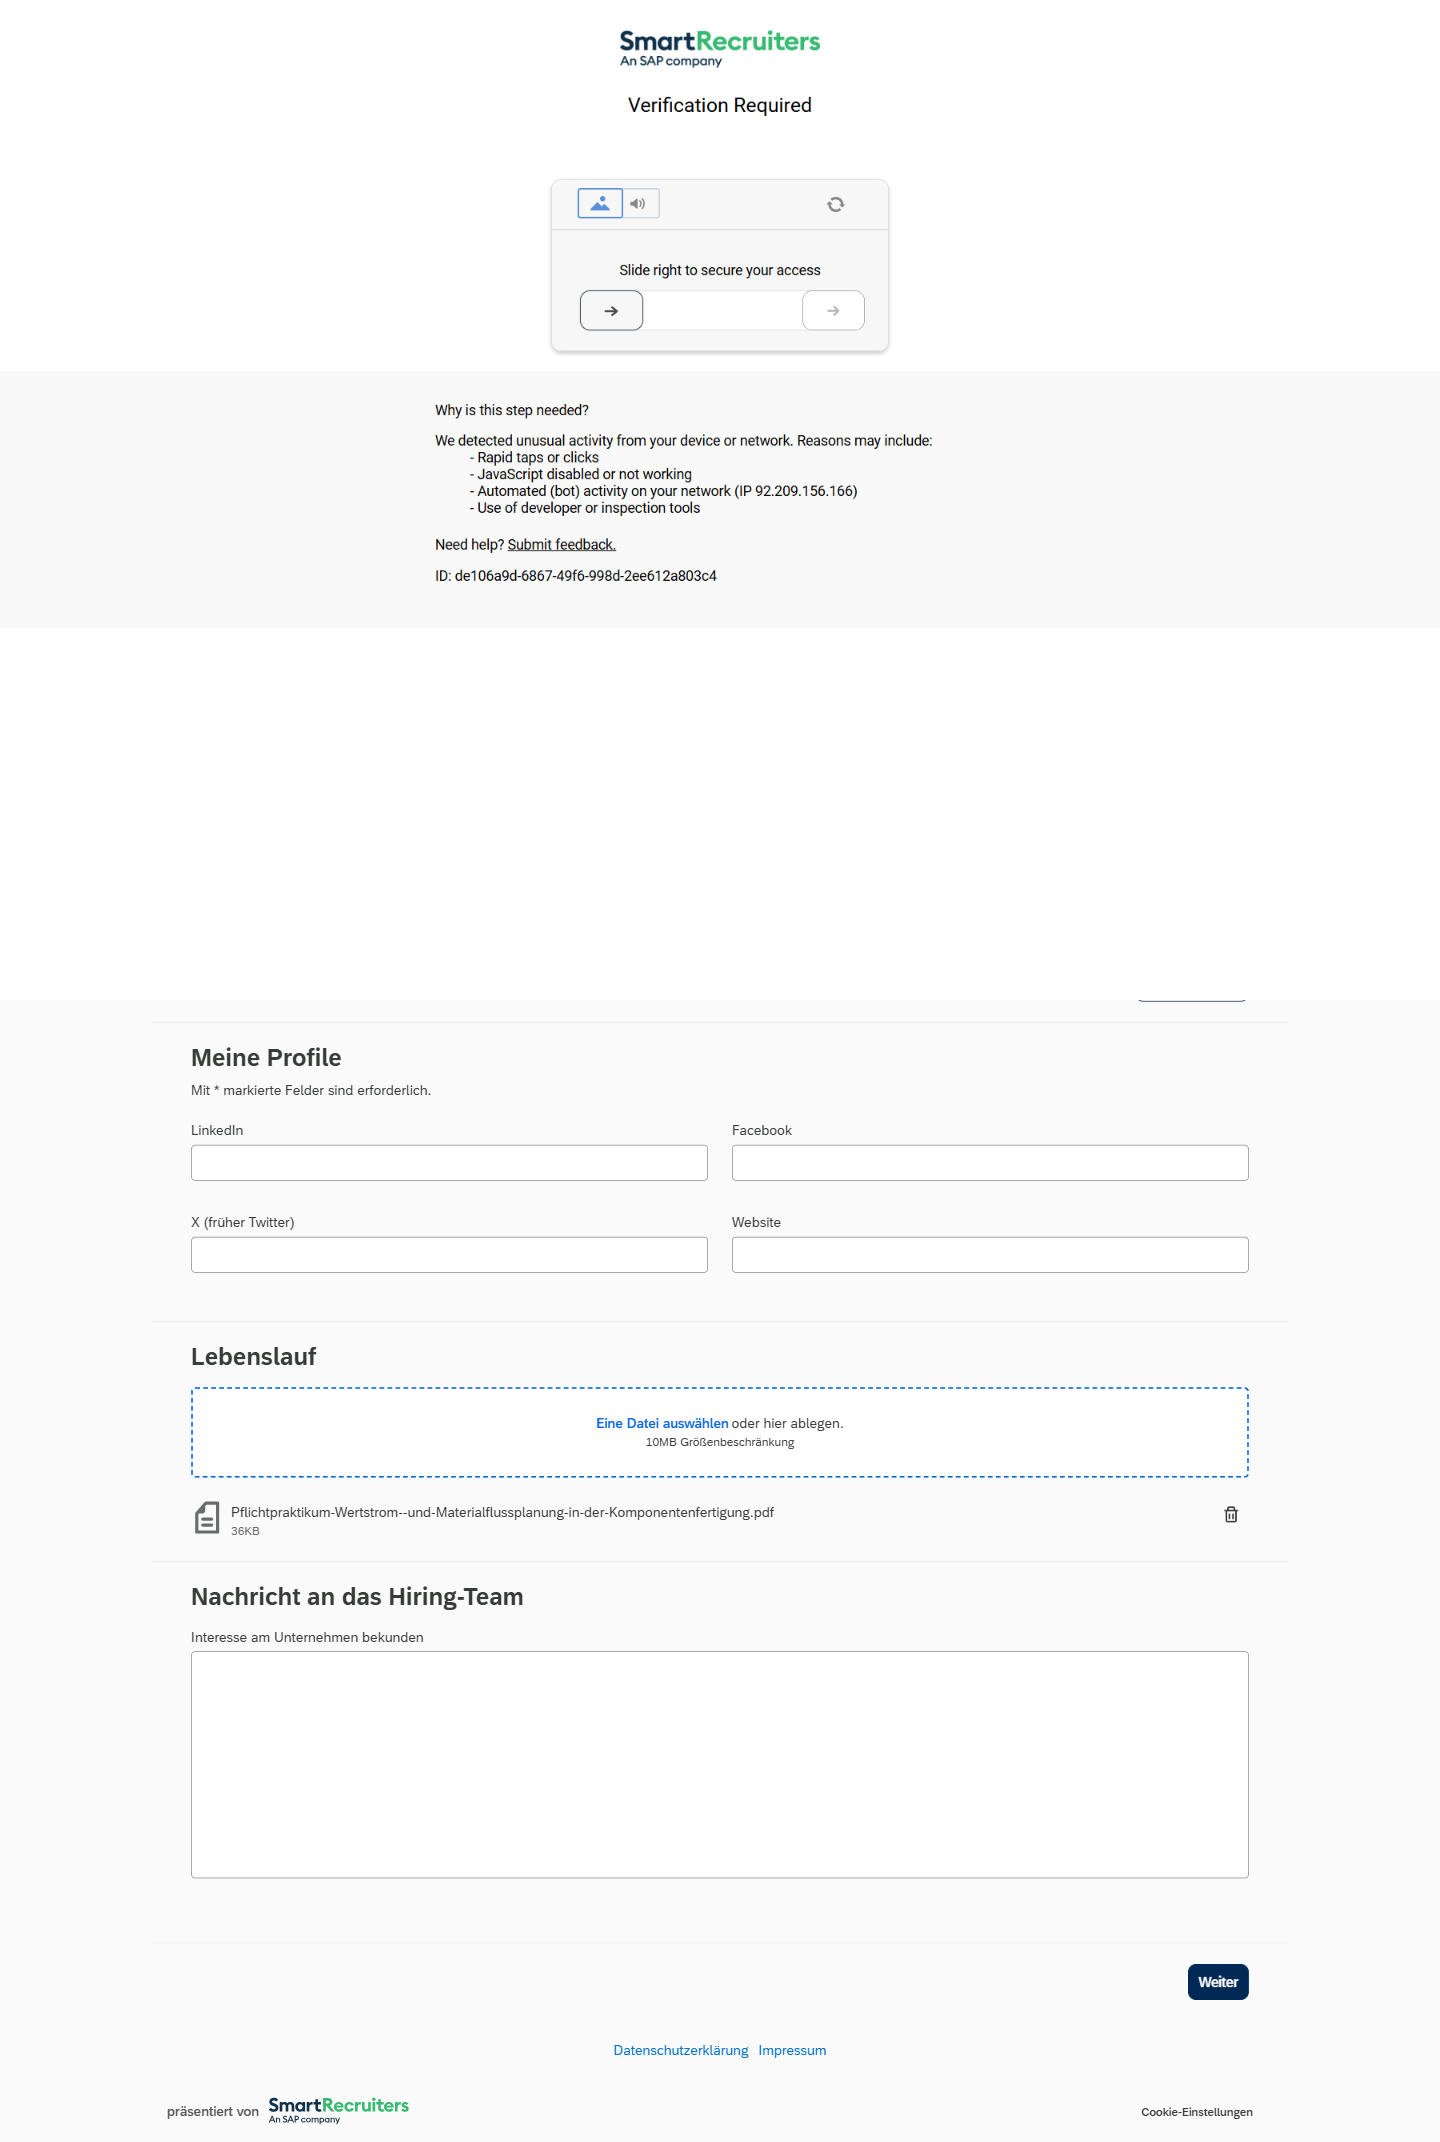 SmartRecruiters
An SAP company
Verification Required
Slide right to secure your access
Why is this step needed?
We detected unusual activity from your device or network. Reasons may include:
- Rapid taps or clicks
- JavaScript disabled or not working
- Automated (bot) activity on your network (IP 92.209.156.166)
- Use of developer or inspection tools
Need help? Submit feedback.
ID: de106a9d-6867-49f6-998d-2ee612a803c4
Meine Profile
Mit * markierte Felder sind erforderlich.
LinkedIn
Facebook
X (früher Twitter)
Website
Lebenslauf
Eine Datei auswählen oder hier ablegen.
10MB Größenbeschränkung
Pflichtpraktikum-Wertstrom--und-Materialflussplanung-in-der-Komponentenfertigung.pdf
36KB
Nachricht an das Hiring-Team
Interesse am Unternehmen bekunden
Weiter
Datenschutzerklärung Impressum
präsentiert von SmartRecruiters
An SAP company
Cookie-Einstellungen